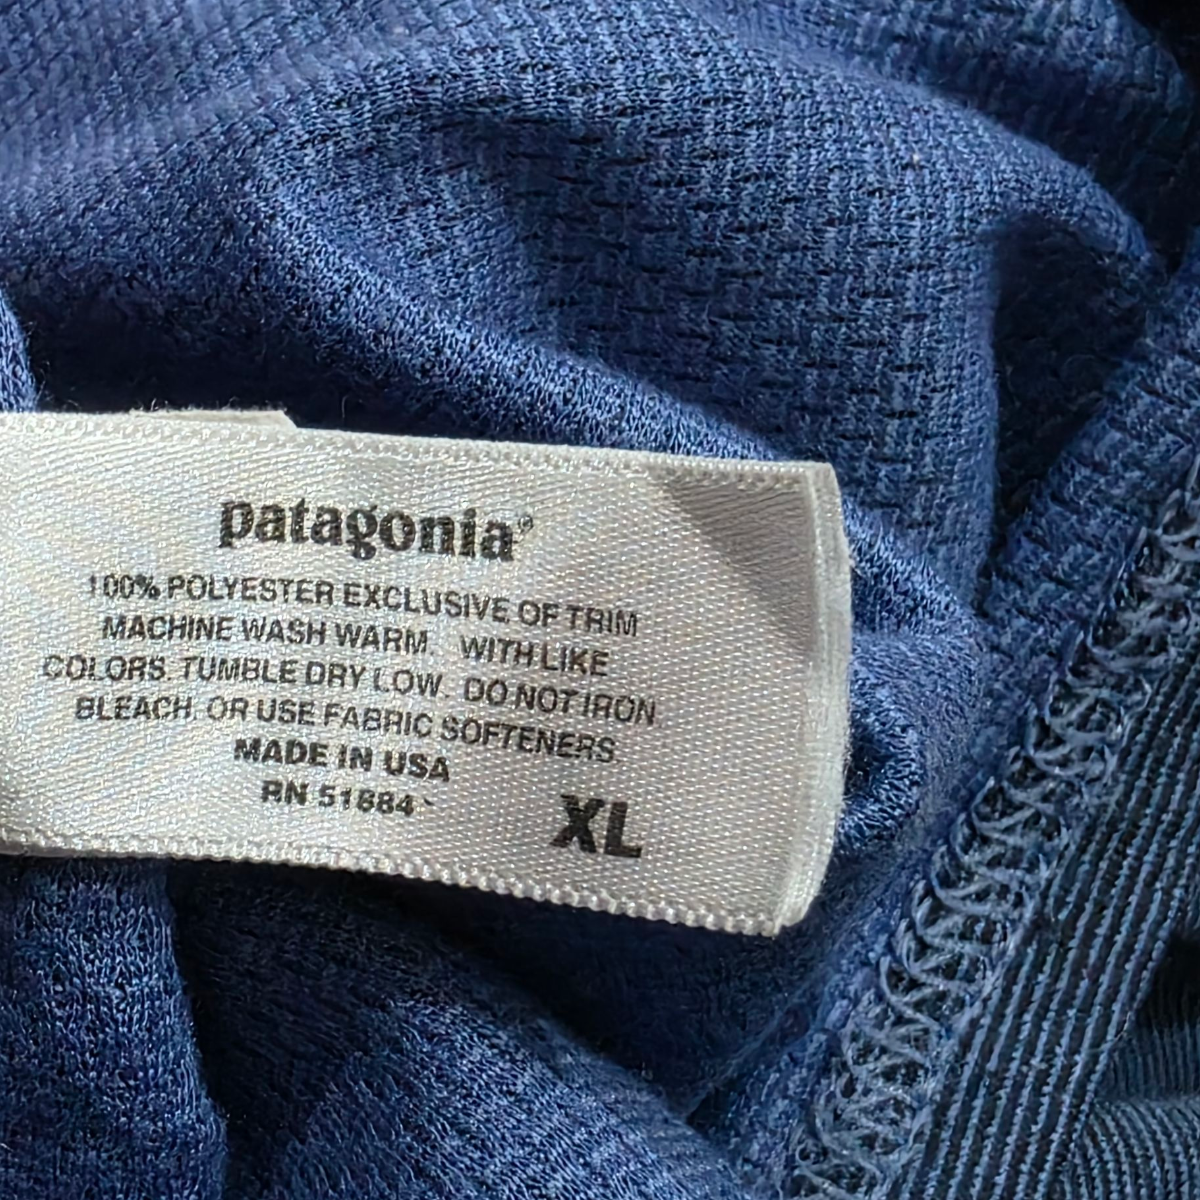 patagonia®
100% POLYESTER EXCLUSIVE OF TRIM
MACHINE WASH WARM. WITH LIKE
COLORS. TUMBLE DRY LOW. DO NOT IRON.
BLEACH. OR USE FABRIC SOFTENERS.
MADE IN USA
RN 51884
XL